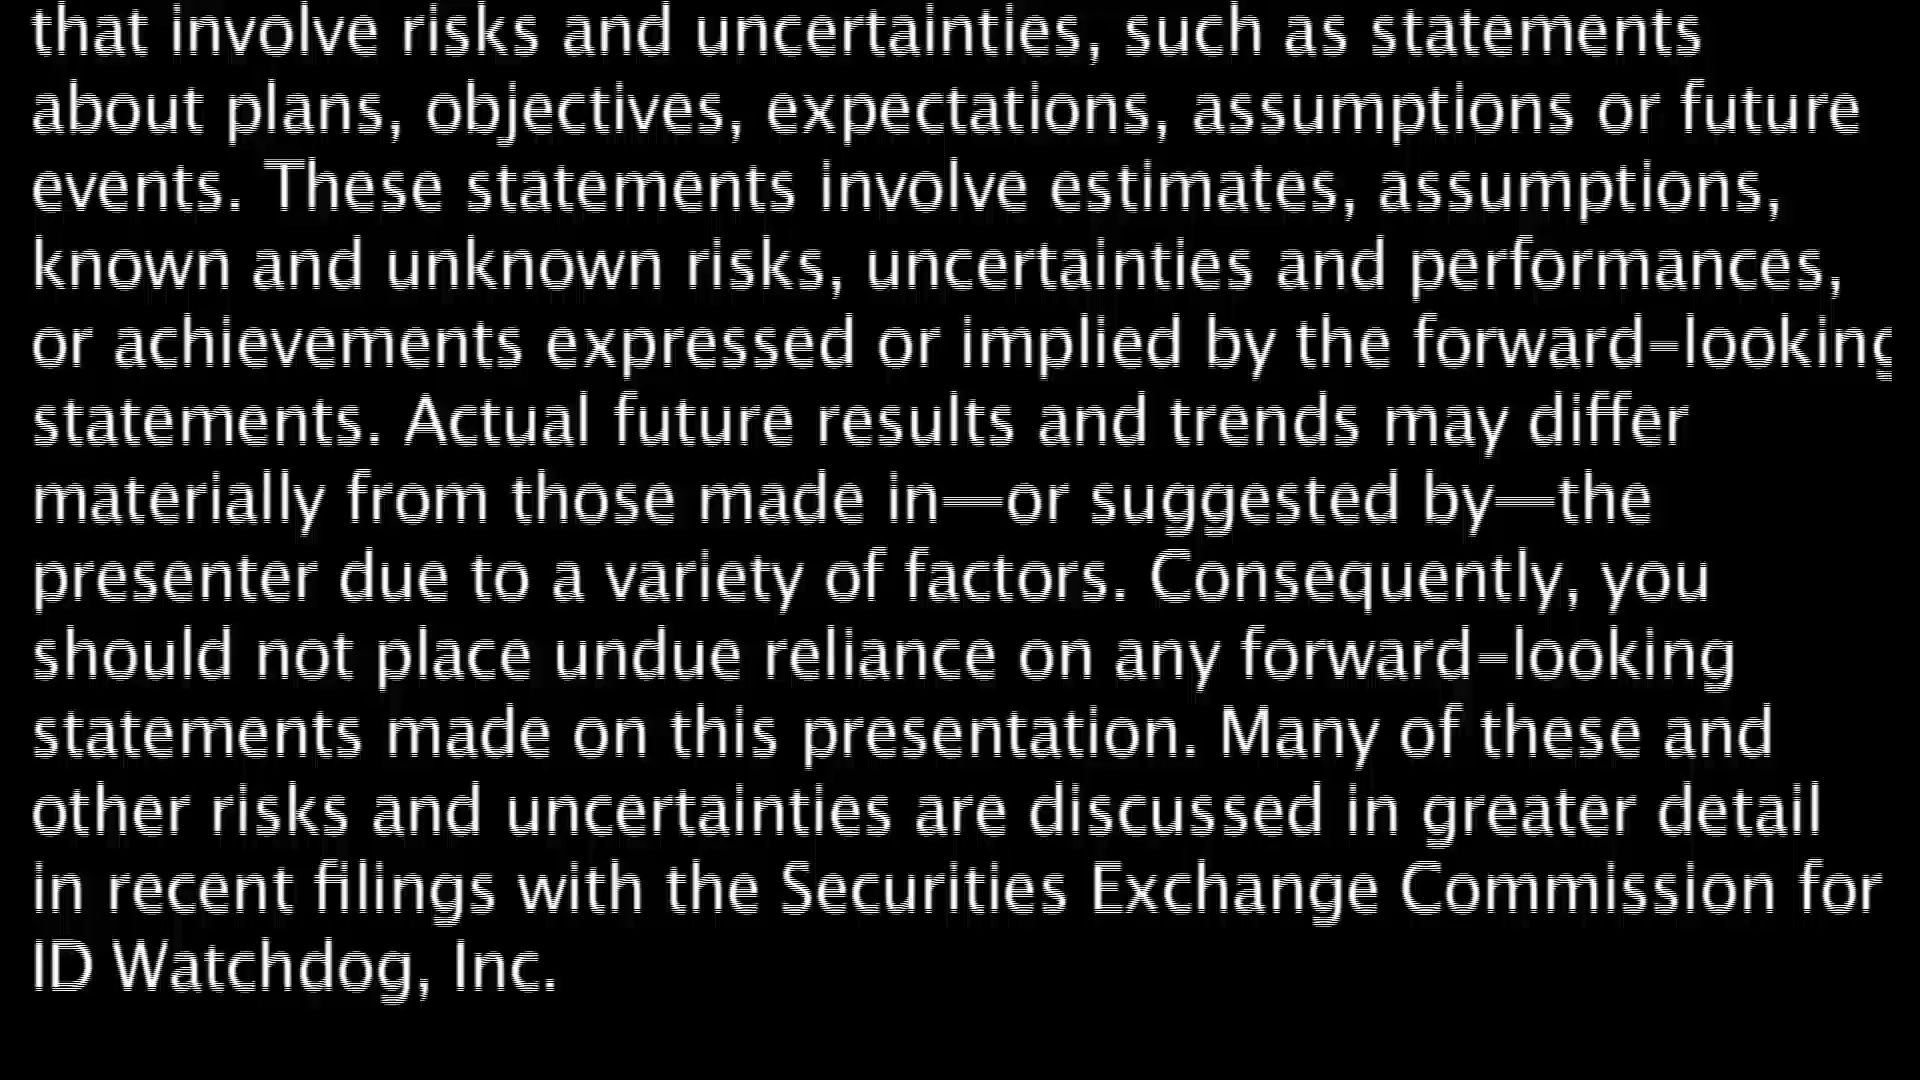 that involve risks and uncertainties, such as statements
about plans, objectives, expectations, assumptions or future
events. These statements involve estimates, assumptions,
known and unknown risks, uncertainties and performances,
or achievements expressed or implied by the forward-looking
statements. Actual future results and trends may differ
materially from those made in—or suggested by—the
presenter due to a variety of factors. Consequently, you
should not place undue reliance on any forward-looking
statements made on this presentation. Many of these and
other risks and uncertainties are discussed in greater detail
in recent filings with the Securities Exchange Commission for
ID Watchdog, Inc.